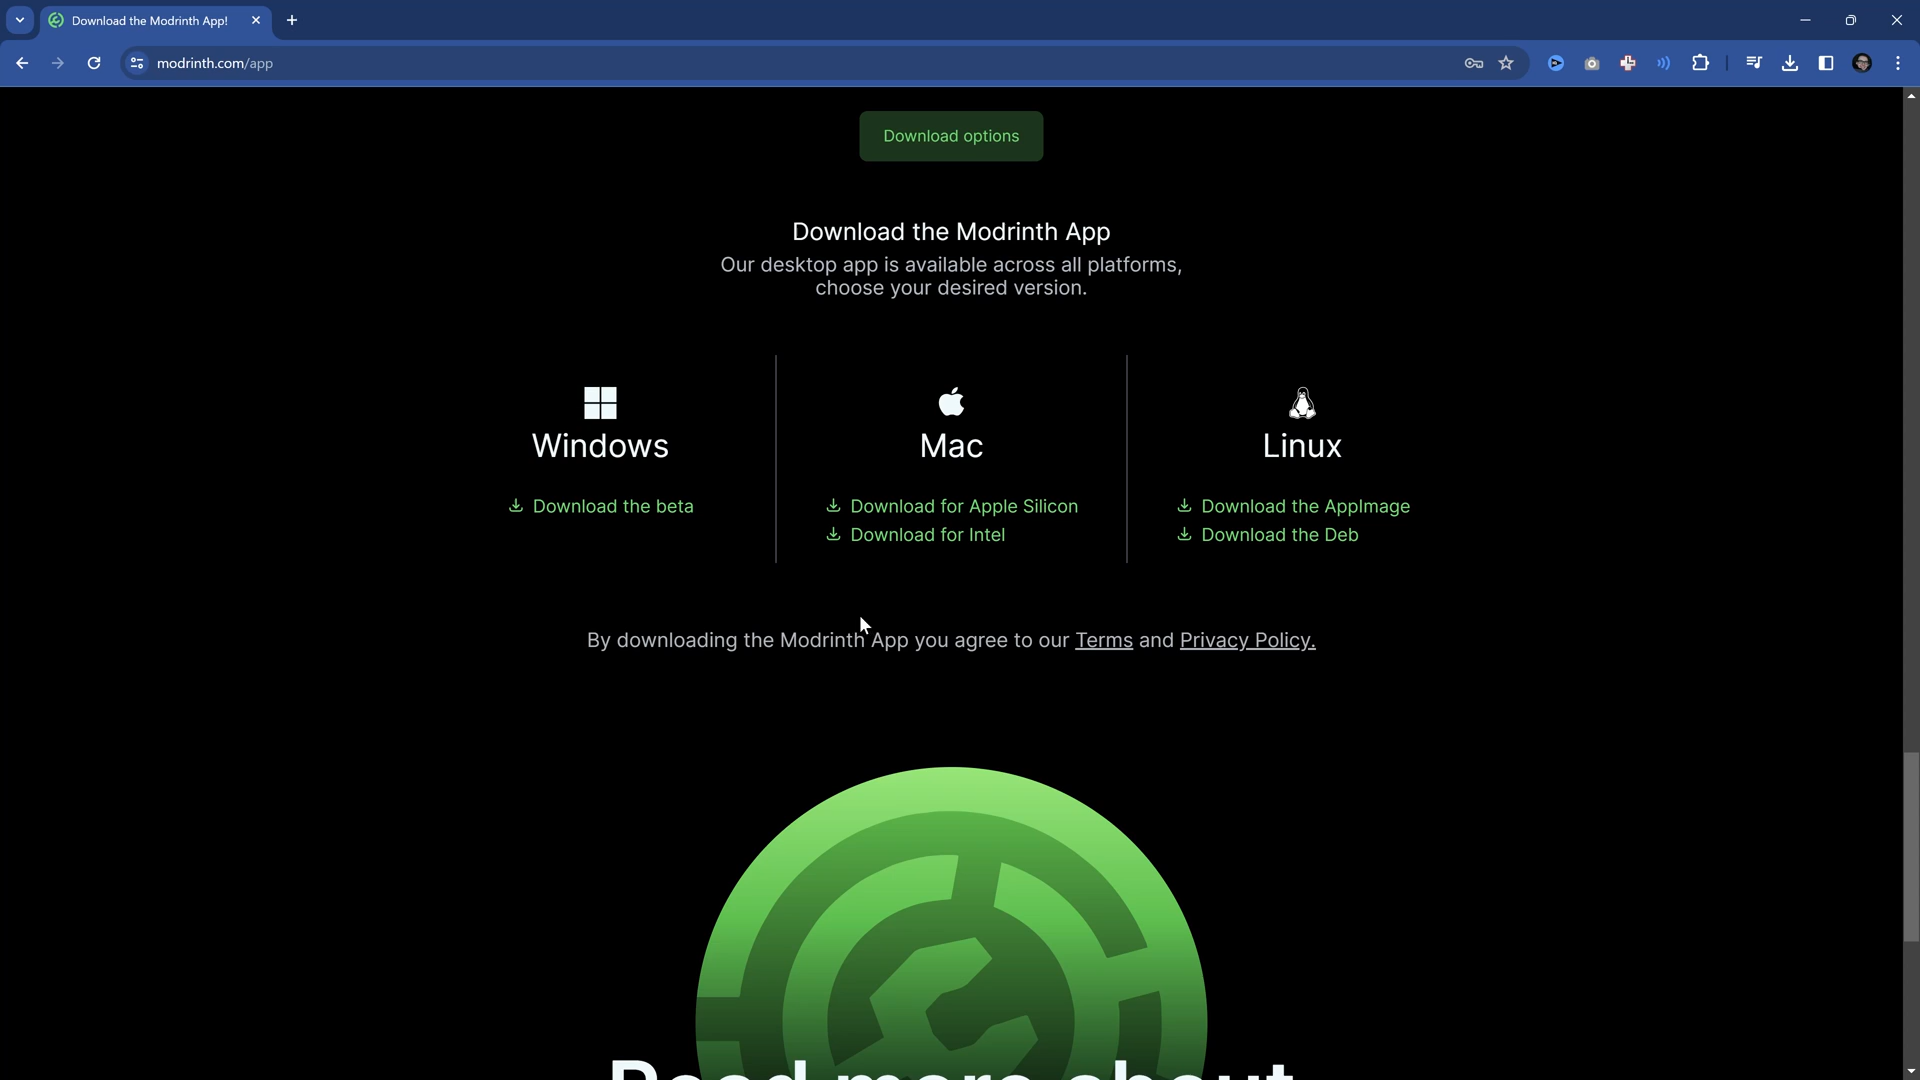 Download the Modrinth App!
modrinth.com/app
Download options
Download the Modrinth App
Our desktop app is available across all platforms,
choose your desired version.
Windows
Download the beta
Mac
Download for Apple Silicon
Download for Intel
Linux
Download the AppImage
Download the Deb
By downloading the Modrinth App you agree to our Terms and Privacy Policy.
Read more about